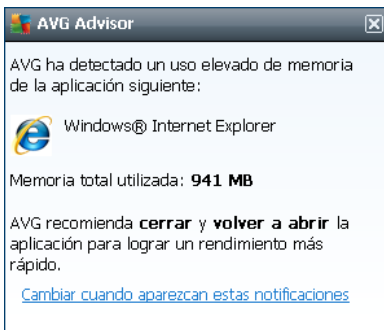 AVG Advisor
AVG ha detectado un uso elevado de memoria
de la aplicación siguiente:
Windows® Internet Explorer
Memoria total utilizada: 941 MB
AVG recomienda cerrar y volver a abrir la
aplicación para lograr un rendimiento más
rápido.
Cambiar cuando aparezcan estas notificaciones